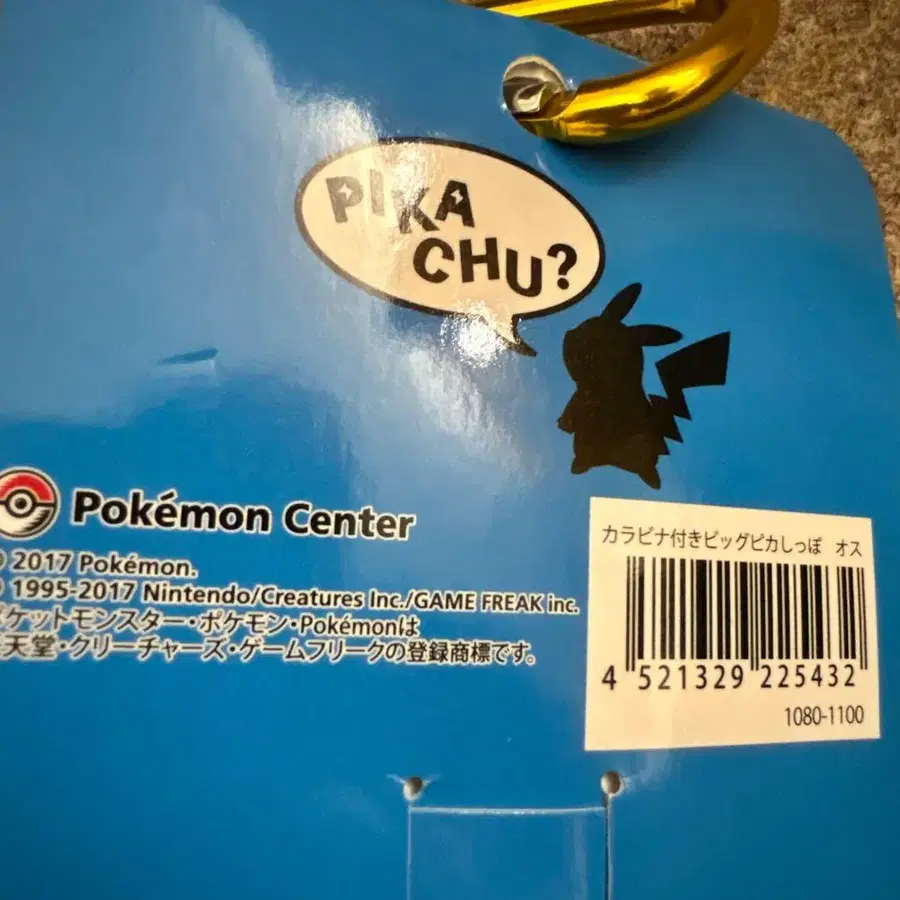 PIKA
CHU?
Pokémon Center
© 2017 Pokémon.
© 1995-2017 Nintendo/Creatures Inc./GAME FREAK inc.
ポケットモンスター・ポケモン・Pokémonは
天堂・クリーチャーズ・ゲームフリークの登録商標です。
カラビナ付きビッグピカしっぽ オス
4 521329 225432
1080-1100